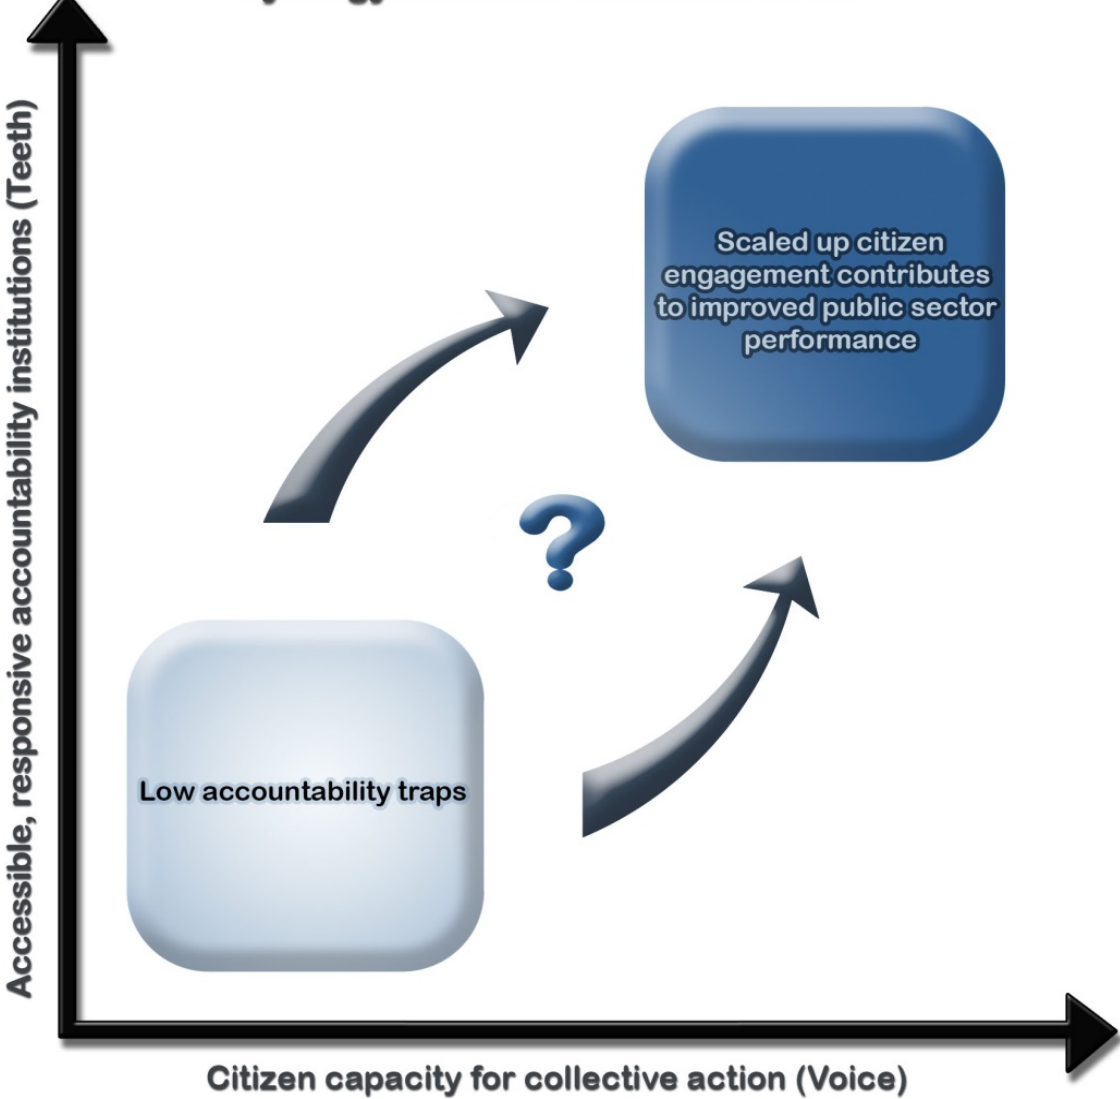 Accessible, responsive accountability institutions (Teeth)
Scaled up citizen
engagement contributes
to improved public sector
performance
?
Low accountability traps
Citizen capacity for collective action (Voice)